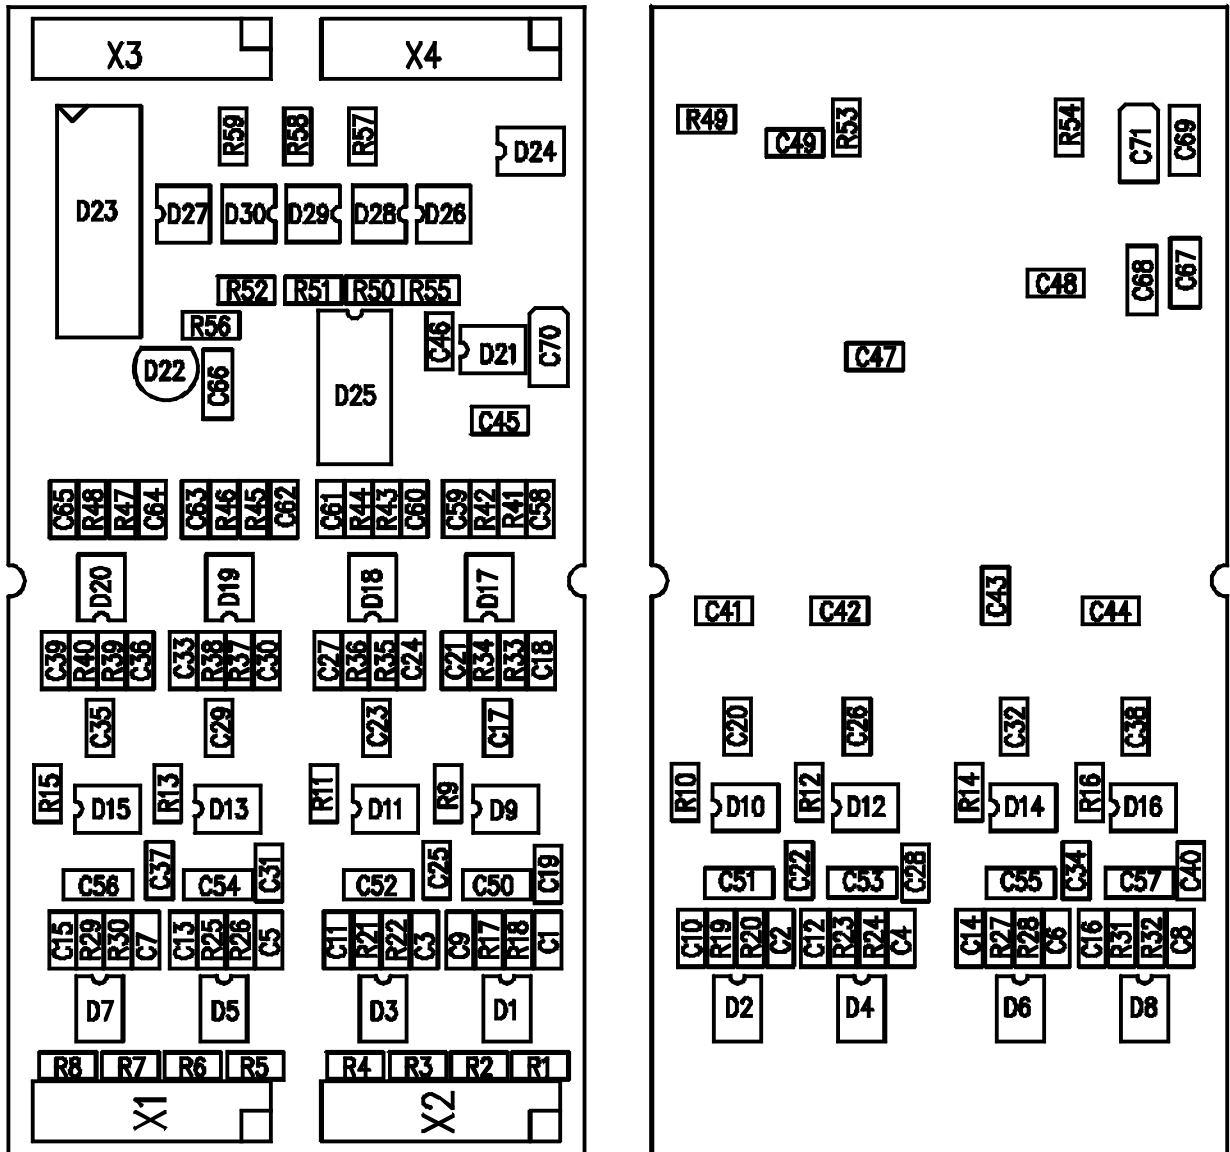 X3 X4
R59 R58 R57 D24
D23 D27 D30 D29 D28 D26
R52 R51 R50 R55
R56 C46 D21 C70
D22 C66 D25 C45
C65 R48 R47 C64 C63 R46 R45 C62 C61 R44 R43 C60 C59 R42 R41 C58
D20 D19 D18 D17
C39 R40 R39 C36 C33 R38 R37 C30 C27 R36 R35 C24 C21 R34 R33 C18
C35 C29 C23 C17
R15 D15 R13 D13 R11 D11 R9 D9
C56 C37 C54 C31 C52 C25 C50 C19
C15 R29 R30 C7 C13 R25 R26 C5 C11 R21 R22 C3 C9 R17 R18 C1
D7 D5 D3 D1
R8 R7 R6 R5 R4 R3 R2 R1
X1 X2
R49 C49 R53 R54 C71 C69
C48 C68 C67
C47
C41 C42 C43 C44
C20 C26 C32 C38
R10 D10 R12 D12 R14 D14 R16 D16
C51 C22 C53 C28 C55 C34 C57 C40
C10 R19 R20 C2 C12 R23 R24 C4 C14 R27 R28 C6 C16 R31 R32 C8
D2 D4 D6 D8